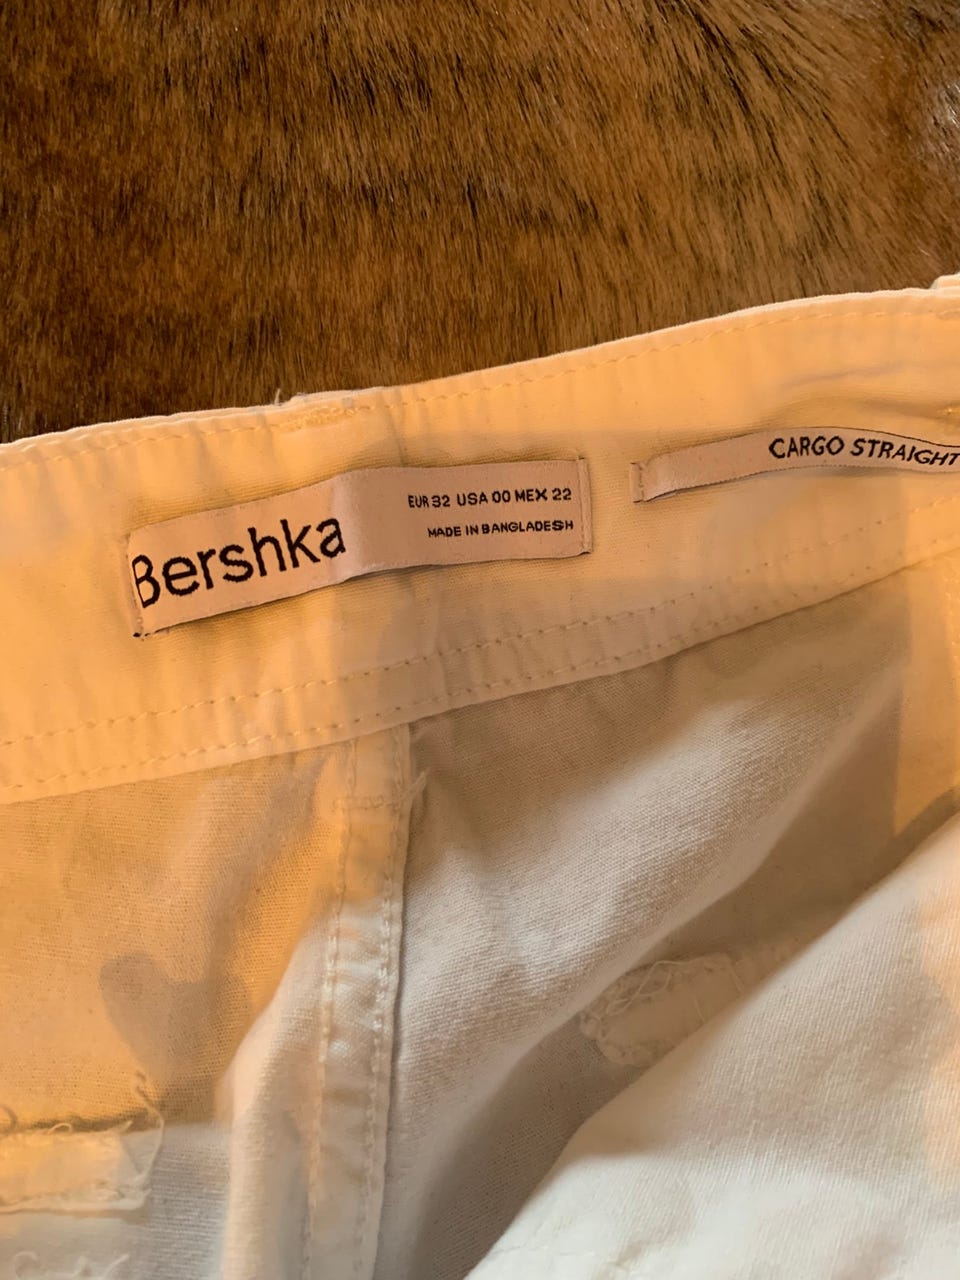 Bershka
EUR 32 USA 00 MEX 22
MADE IN BANGLADESH
CARGO STRAIGHT